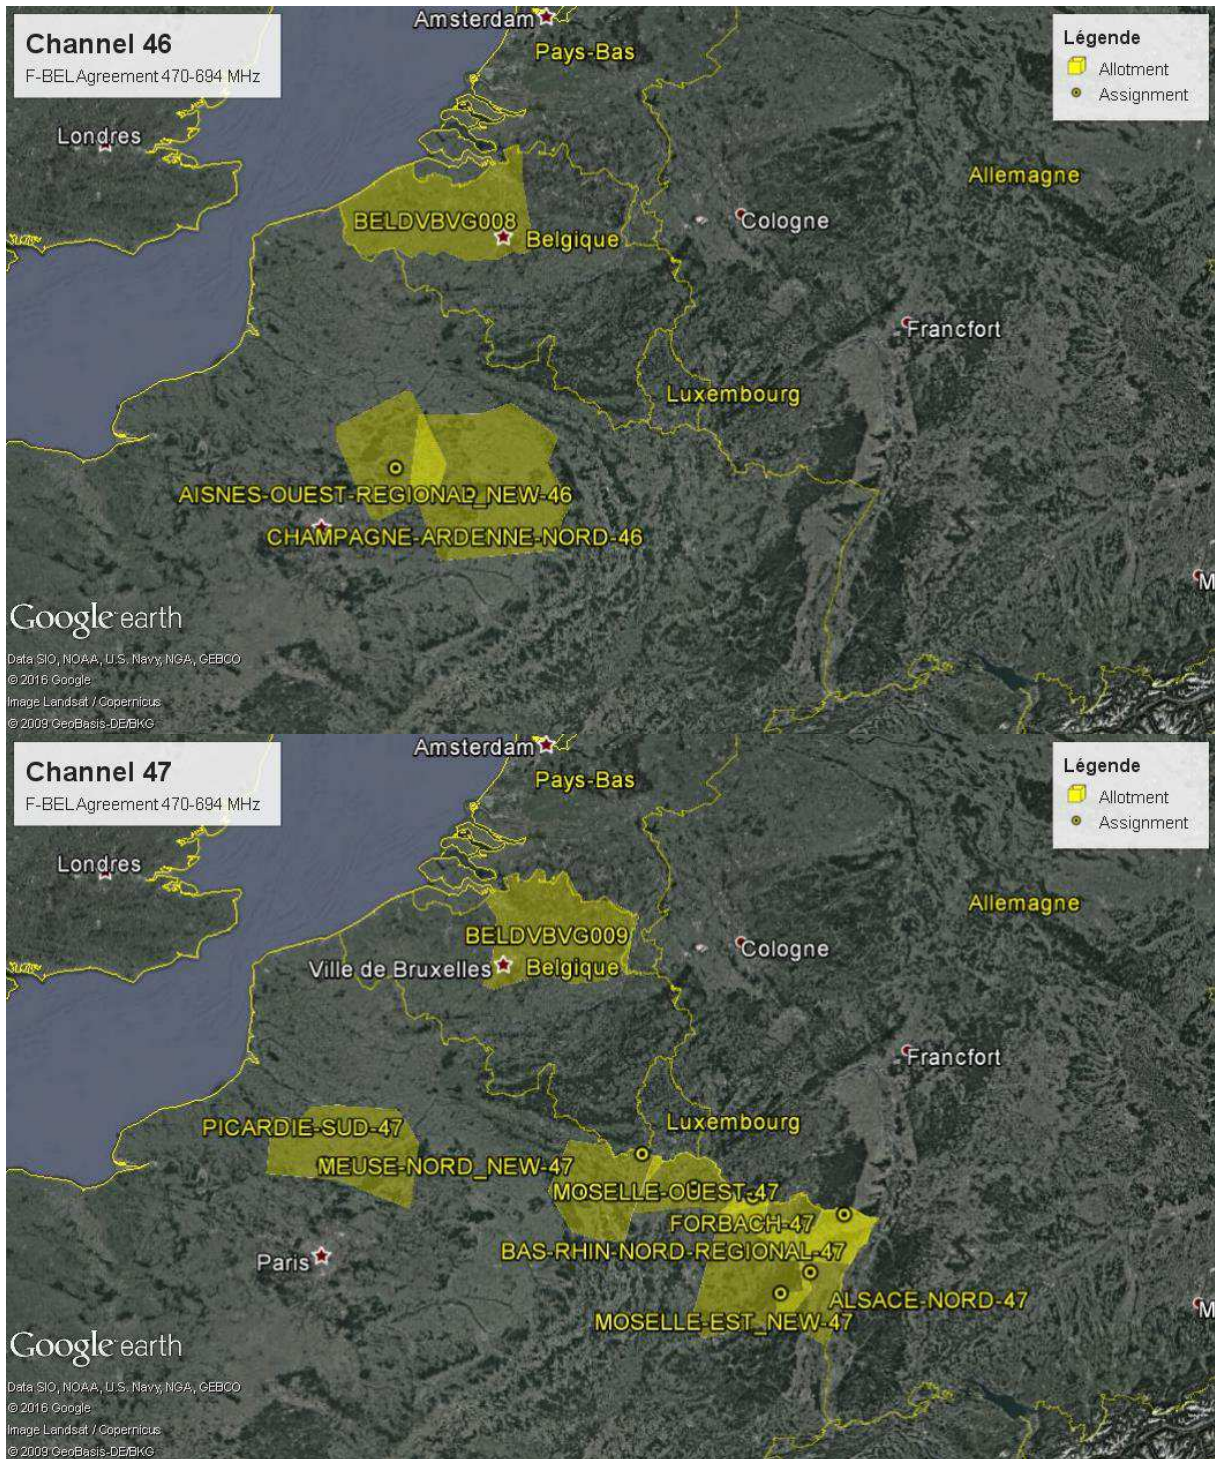 Channel 46
F-BEL Agreement 470-694 MHz
Légende
Allotment
Assignment
Amsterdam
Pays-Bas
Londres
Allemagne
BELDVBVG008
Cologne
Belgique
Francfort
Luxembourg
AISNES-OUEST-REGIONAL_NEW-46
CHAMPAGNE-ARDENNE-NORD-46
M
Google earth
Data SIO, NOAA, U.S. Navy, NGA, GEBCO
© 2016 Google
Image Landsat / Copernicus
© 2009 GeoBasis-DE/BKG
Channel 47
F-BEL Agreement 470-694 MHz
Légende
Allotment
Assignment
Amsterdam
Pays-Bas
Londres
Allemagne
BELDVBVG009
Cologne
Ville de Bruxelles
Belgique
Francfort
Luxembourg
PICARDIE-SUD-47
MEUSE-NORD_NEW-47
MOSELLE-OUEST-47
FORBACH-47
BAS-RHIN-NORD-REGIONAL-47
Paris
ALSACE-NORD-47
MOSELLE-EST_NEW-47
M
Google earth
Data SIO, NOAA, U.S. Navy, NGA, GEBCO
© 2016 Google
Image Landsat / Copernicus
© 2009 GeoBasis-DE/BKG